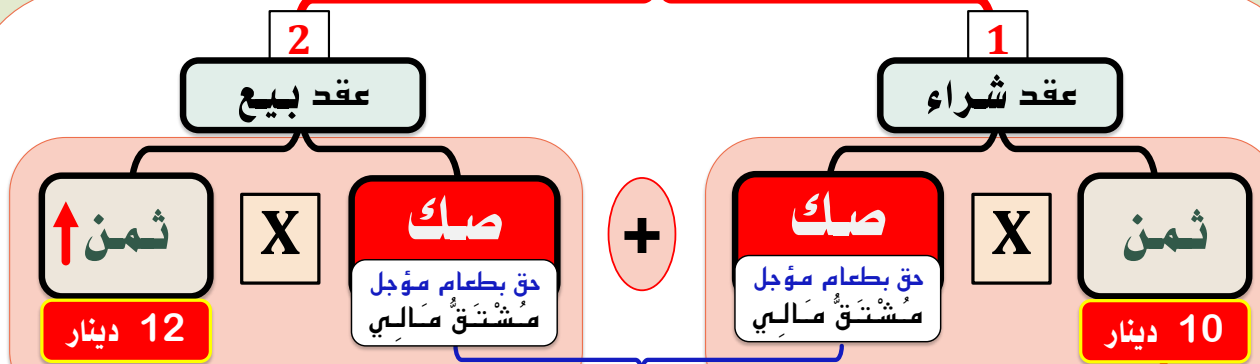 1
عقد شراء
ثمن
X
صك
حق بطعام مؤجل
مُشْتَقٌّ مَالِي
10 دينار
+
2
عقد بيع
صك
حق بطعام مؤجل
مُشْتَقٌّ مَالِي
X
ثمن
12 دينار